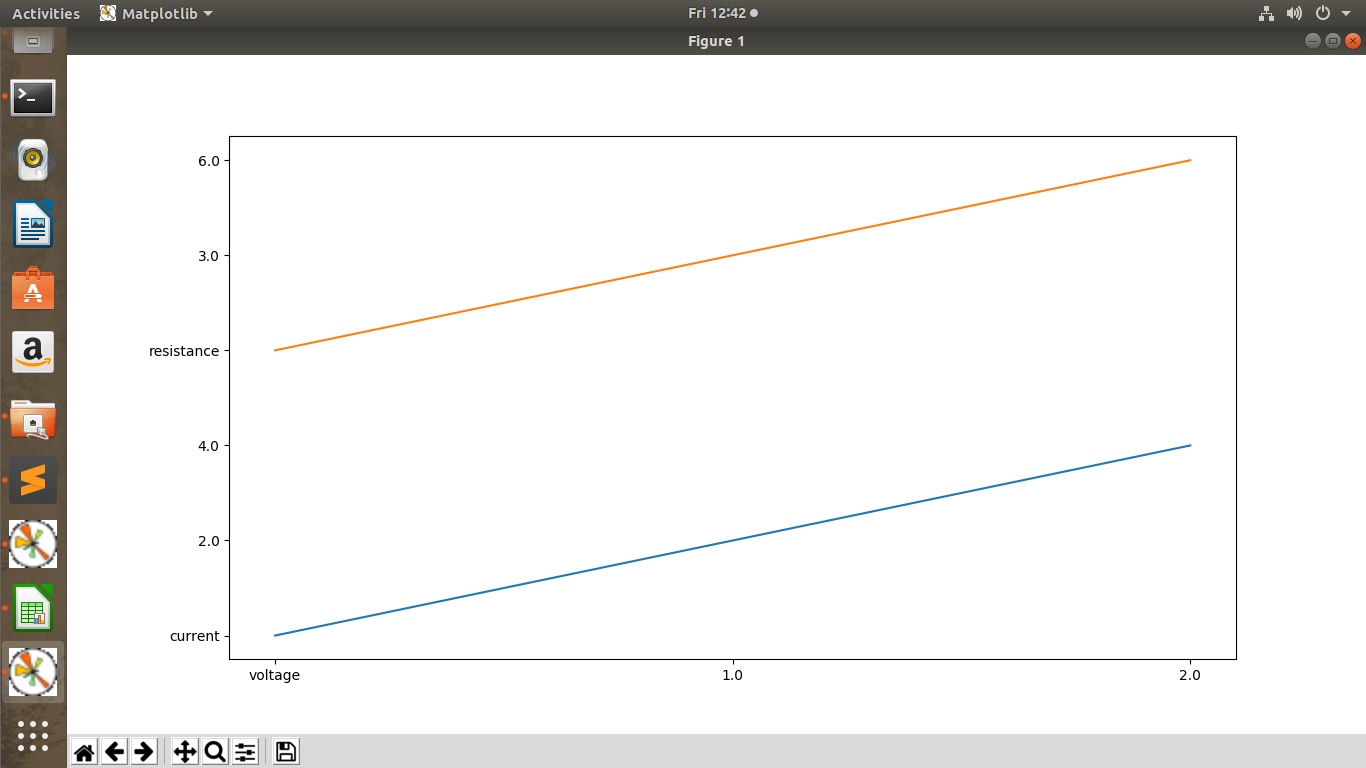 Activities Matplotlib Fri 12:42
Figure 1
6.0
3.0
resistance
4.0
2.0
current
voltage 1.0 2.0